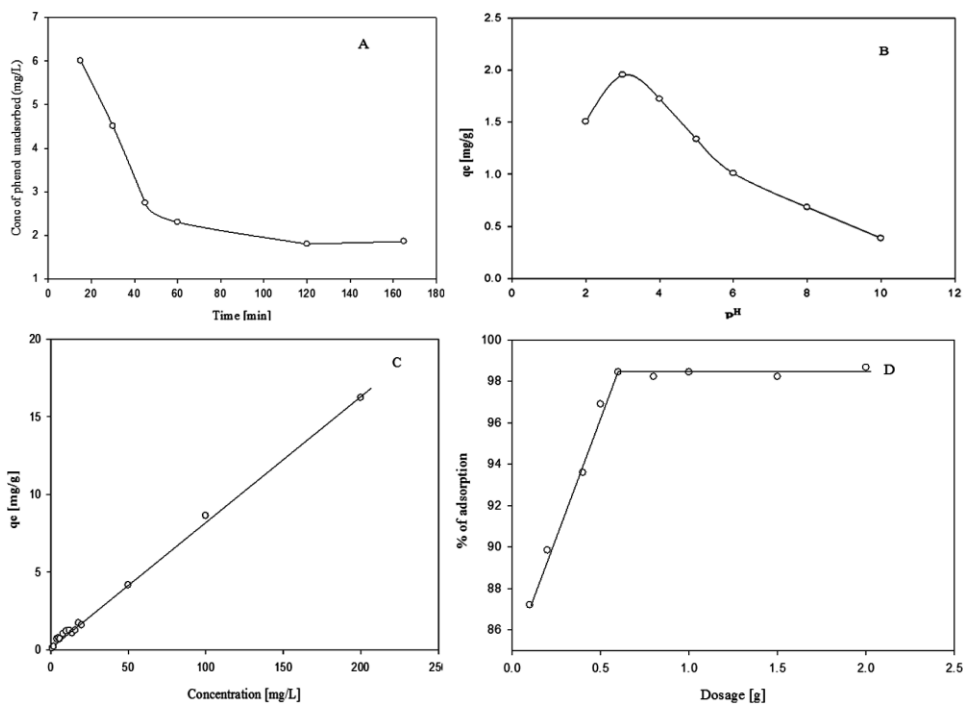 7
6
5
4
3
2
1
Conc of phenol unadsorbed (mg/L)
A
0 20 40 60 80 100 120 140 160 180
Time [min]
2.5
2.0
1.5
1.0
0.5
0.0
qe [mg/g]
B
0 2 4 6 8 10 12
P^H
20
15
10
5
0
qe [mg/g]
C
0 50 100 150 200 250
Concentration [mg/L]
100
98
96
94
92
90
88
86
% of adsorption
D
0.0 0.5 1.0 1.5 2.0 2.5
Dosage [g]